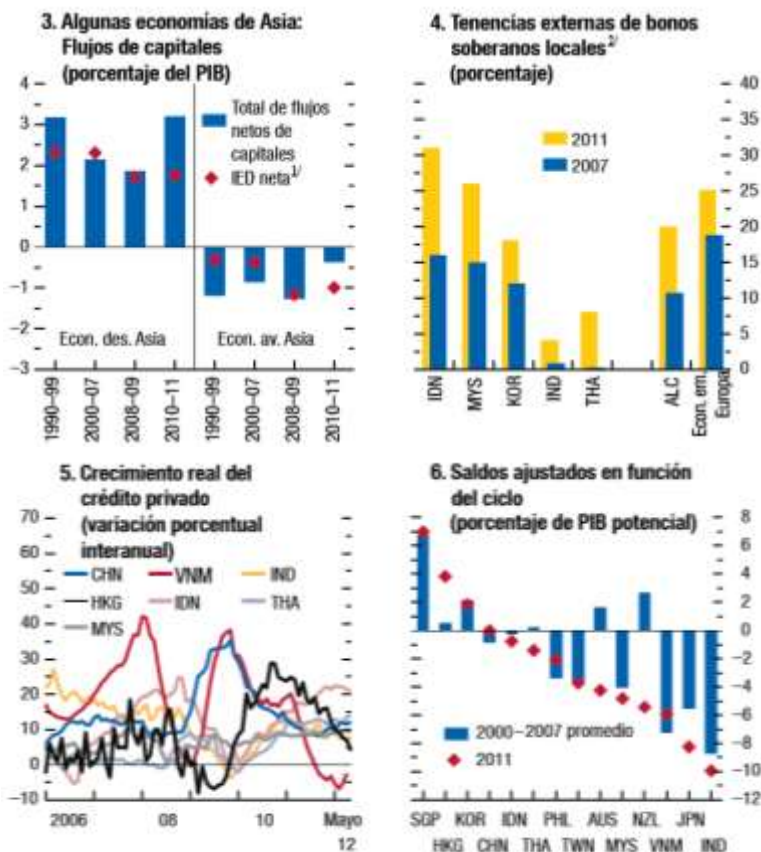 3. Algunas economías de Asia:
Flujos de capitales
(porcentaje del PIB)
4
3
2
1
0
−1
−2
−3
Total de flujos
netos de
capitales
IED neta1/
Econ. des. Asia
Econ. av. Asia
1990–99
2000–07
2008–09
2010–11
1990–99
2000–07
2008–09
2010–11
4. Tenencias externas de bonos
soberanos locales2/
(porcentaje)
40
35
30
25
20
15
10
5
0
2011
2007
IDN
MYS
KOR
IND
THA
ALC
Econ. em.
Europa
5. Crecimiento real del
crédito privado
(variación porcentual
interanual)
70
60
50
40
30
20
10
0
−10
CHN
VNM
IND
HKG
IDN
THA
MYS
2006
08
10
Mayo
12
6. Saldos ajustados en función
del ciclo
(porcentaje de PIB potencial)
8
6
4
2
0
−2
−4
−6
−8
−10
−12
2000–2007 promedio
2011
SGP KOR IDN PHL AUS NZL JPN
HKG CHN THA TWN MYS VNM IND